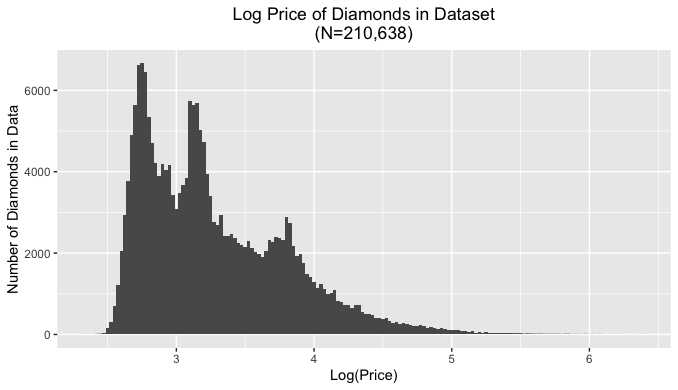 Log Price of Diamonds in Dataset
(N=210,638)
Number of Diamonds in Data
6000
4000
2000
0
3 4 5 6
Log(Price)